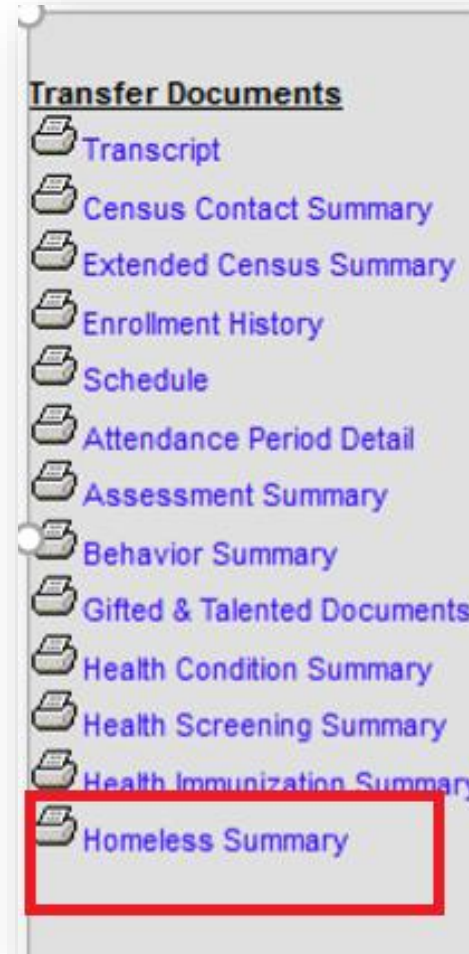 Transfer Documents
Transcript
Census Contact Summary
Extended Census Summary
Enrollment History
Schedule
Attendance Period Detail
Assessment Summary
Behavior Summary
Gifted & Talented Documents
Health Condition Summary
Health Screening Summary
Health Immunization Summary
Homeless Summary